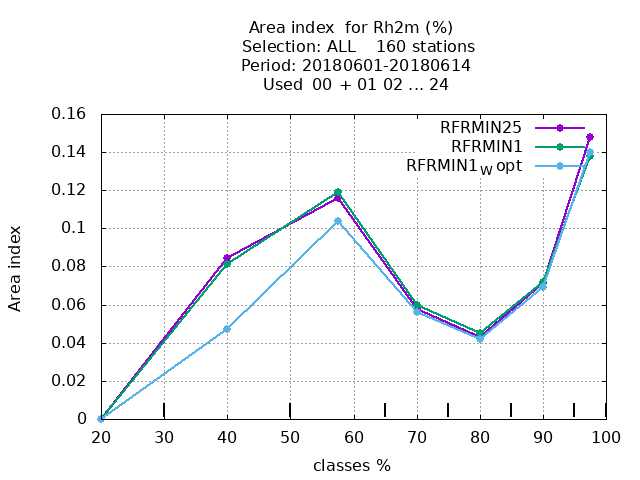 Area index  for Rh2m (%)
Selection: ALL    160 stations
Period: 20180601-20180614
Used  00  + 01 02 ... 24
RFRMIN25
RFRMIN1
RFRMIN1w opt
0.16
0.14
0.12
0.1
0.08
0.06
0.04
0.02
0
Area index
20 30 40 50 60 70 80 90 100
classes %